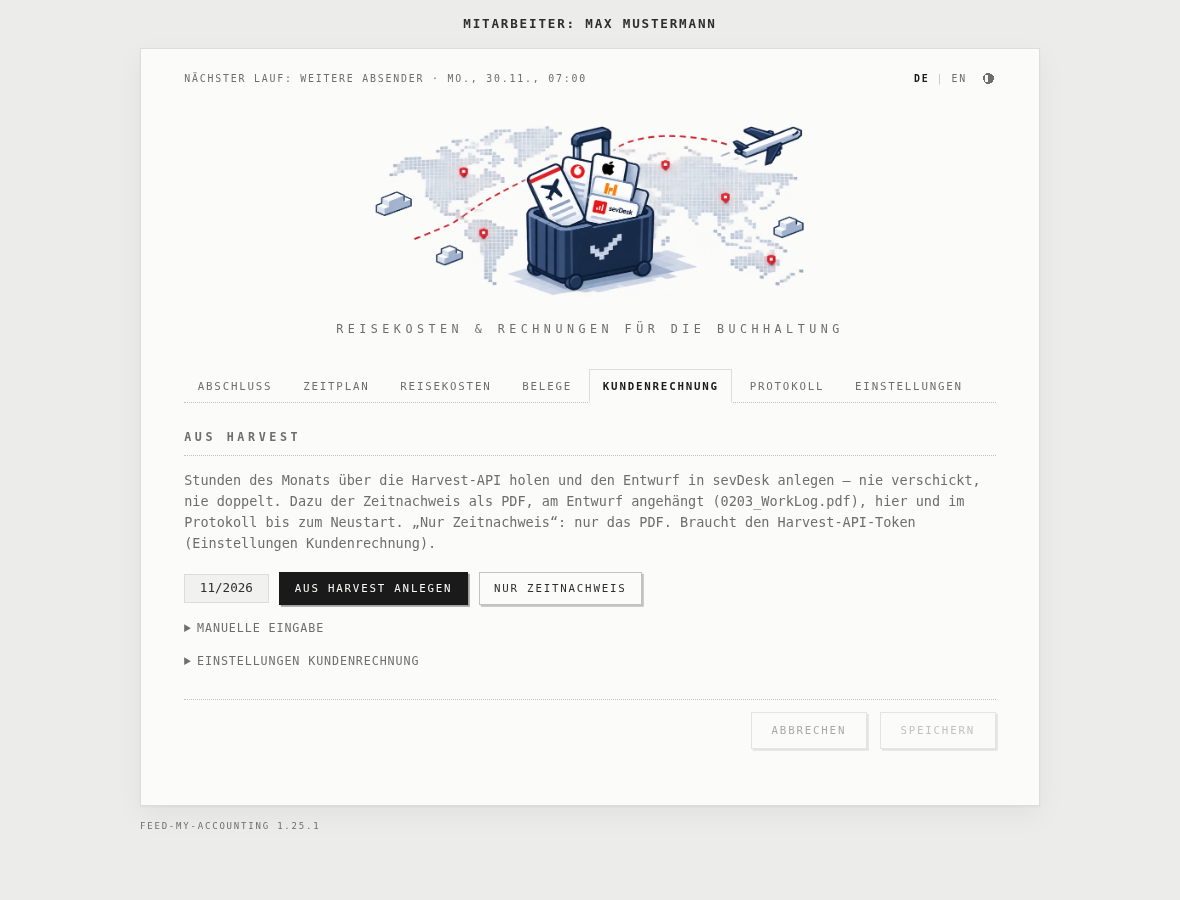 MITARBEITER: MAX MUSTERMANN
NÄCHSTER LAUF: WEITERE ABSENDER · MO., 30.11., 07:00
DE | EN
sevDesk
REISEKOSTEN & RECHNUNGEN FÜR DIE BUCHHALTUNG
ABSCHLUSS ZEITPLAN REISEKOSTEN BELEGE KUNDENRECHNUNG PROTOKOLL EINSTELLUNGEN
AUS HARVEST
Stunden des Monats über die Harvest-API holen und den Entwurf in sevDesk anlegen – nie verschickt,
nie doppelt. Dazu der Zeitnachweis als PDF, am Entwurf angehängt (0203_WorkLog.pdf), hier und im
Protokoll bis zum Neustart. „Nur Zeitnachweis“: nur das PDF. Braucht den Harvest-API-Token
(Einstellungen Kundenrechnung).
11/2026 AUS HARVEST ANLEGEN NUR ZEITNACHWEIS
▶ MANUELLE EINGABE
▶ EINSTELLUNGEN KUNDENRECHNUNG
ABBRECHEN SPEICHERN
FEED-MY-ACCOUNTING 1.25.1